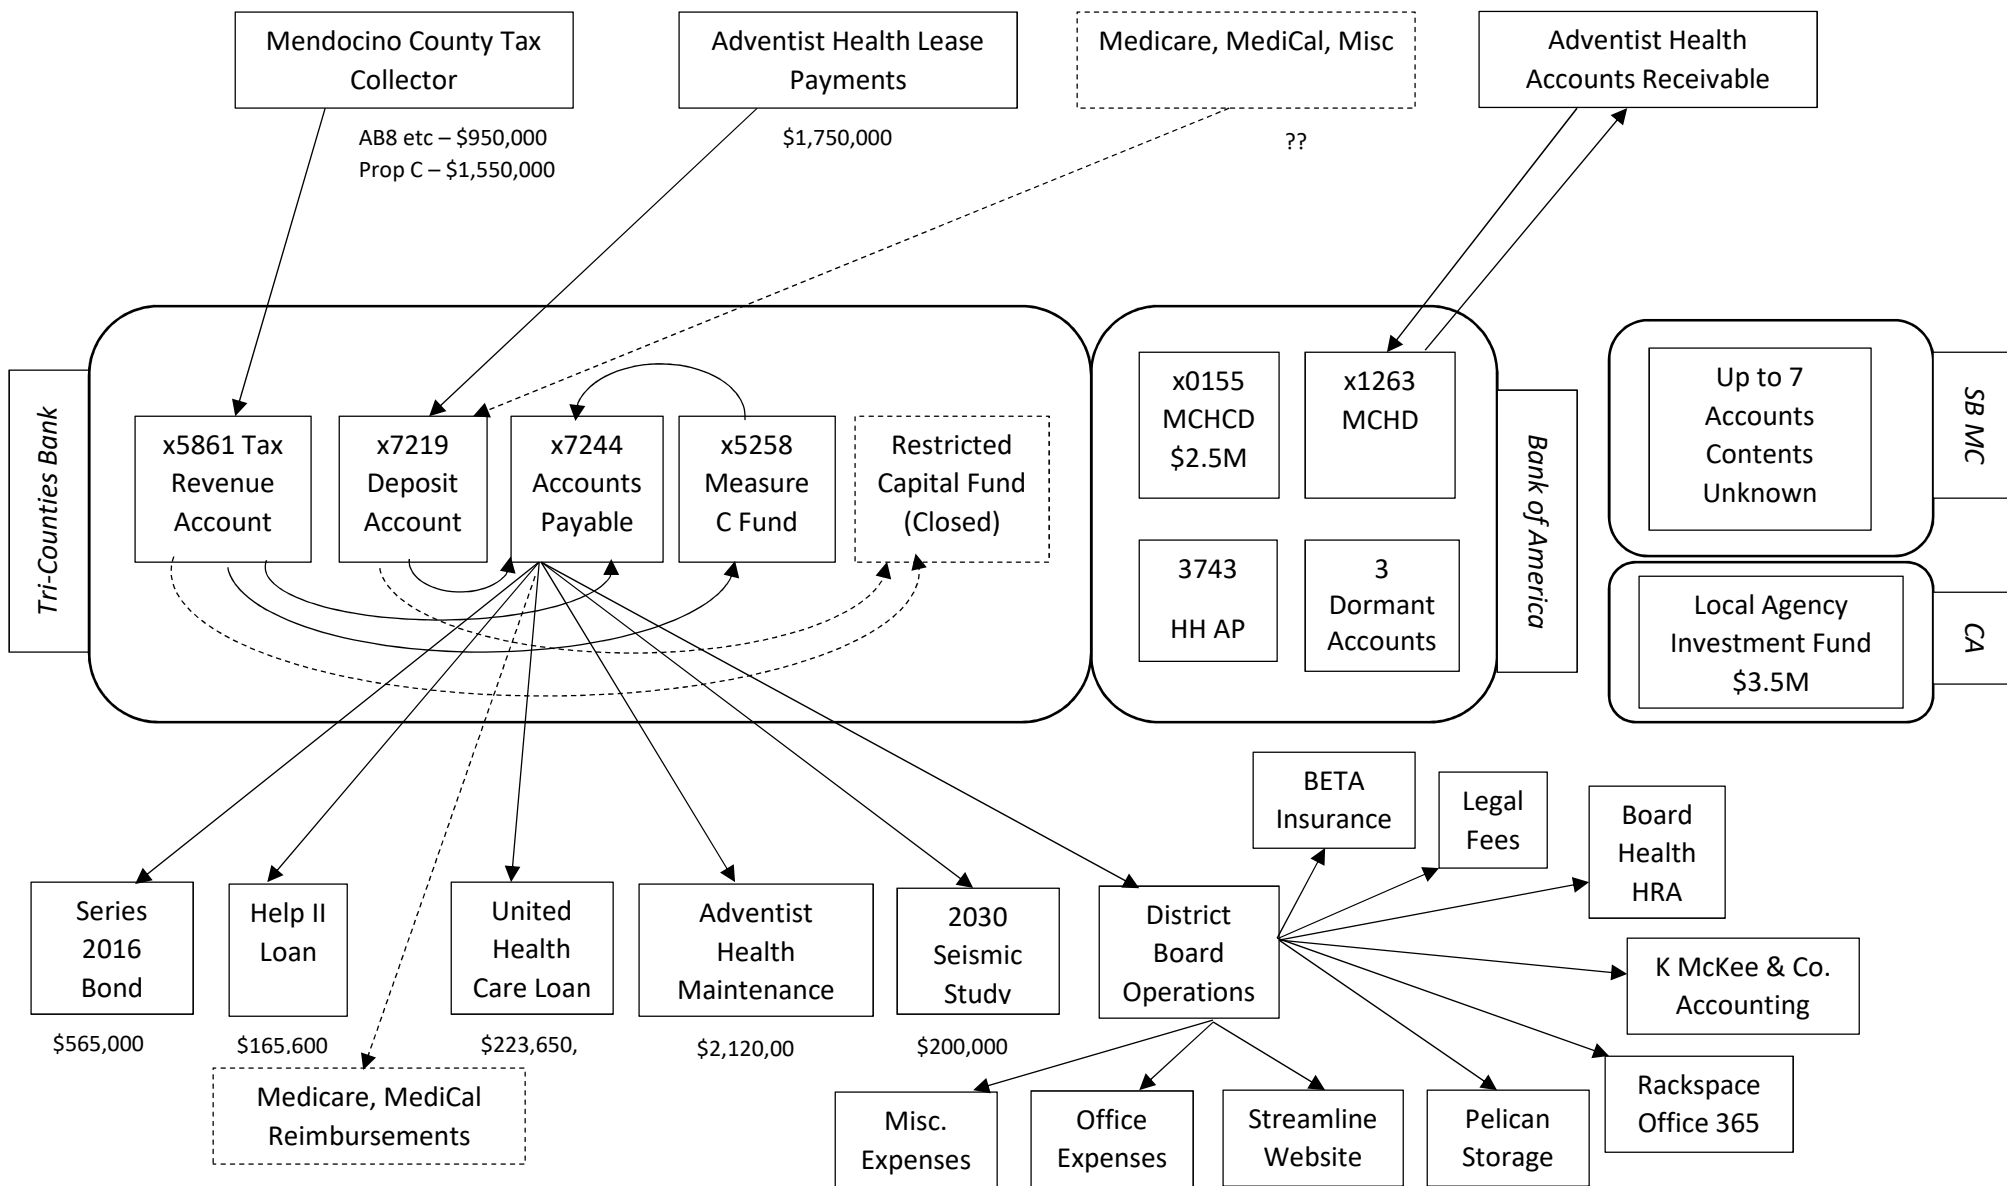 Mendocino County Tax
Collector
Adventist Health Lease
Payments
Medicare, MediCal, Misc
Adventist Health
Accounts Receivable
AB8 etc – $950,000
Prop C – $1,550,000
$1,750,000
??
Tri-Counties Bank
x5861 Tax
Revenue
Account
x7219
Deposit
Account
x7244
Accounts
Payable
x5258
Measure
C Fund
Restricted
Capital Fund
(Closed)
x0155
MCHCD
$2.5M
x1263
MCHD
3743
HH AP
3
Dormant
Accounts
Bank of America
Up to 7
Accounts
Contents
Unknown
SB MC
Local Agency
Investment Fund
$3.5M
CA
Series
2016
Bond
$565,000
Help II
Loan
$165,600
United
Health
Care Loan
$223,650,
Adventist
Health
Maintenance
$2,120,00
2030
Seismic
Study
$200,000
District
Board
Operations
BETA
Insurance
Legal
Fees
Board
Health
HRA
K McKee & Co.
Accounting
Rackspace
Office 365
Pelican
Storage
Streamline
Website
Office
Expenses
Misc.
Expenses
Medicare, MediCal
Reimbursements